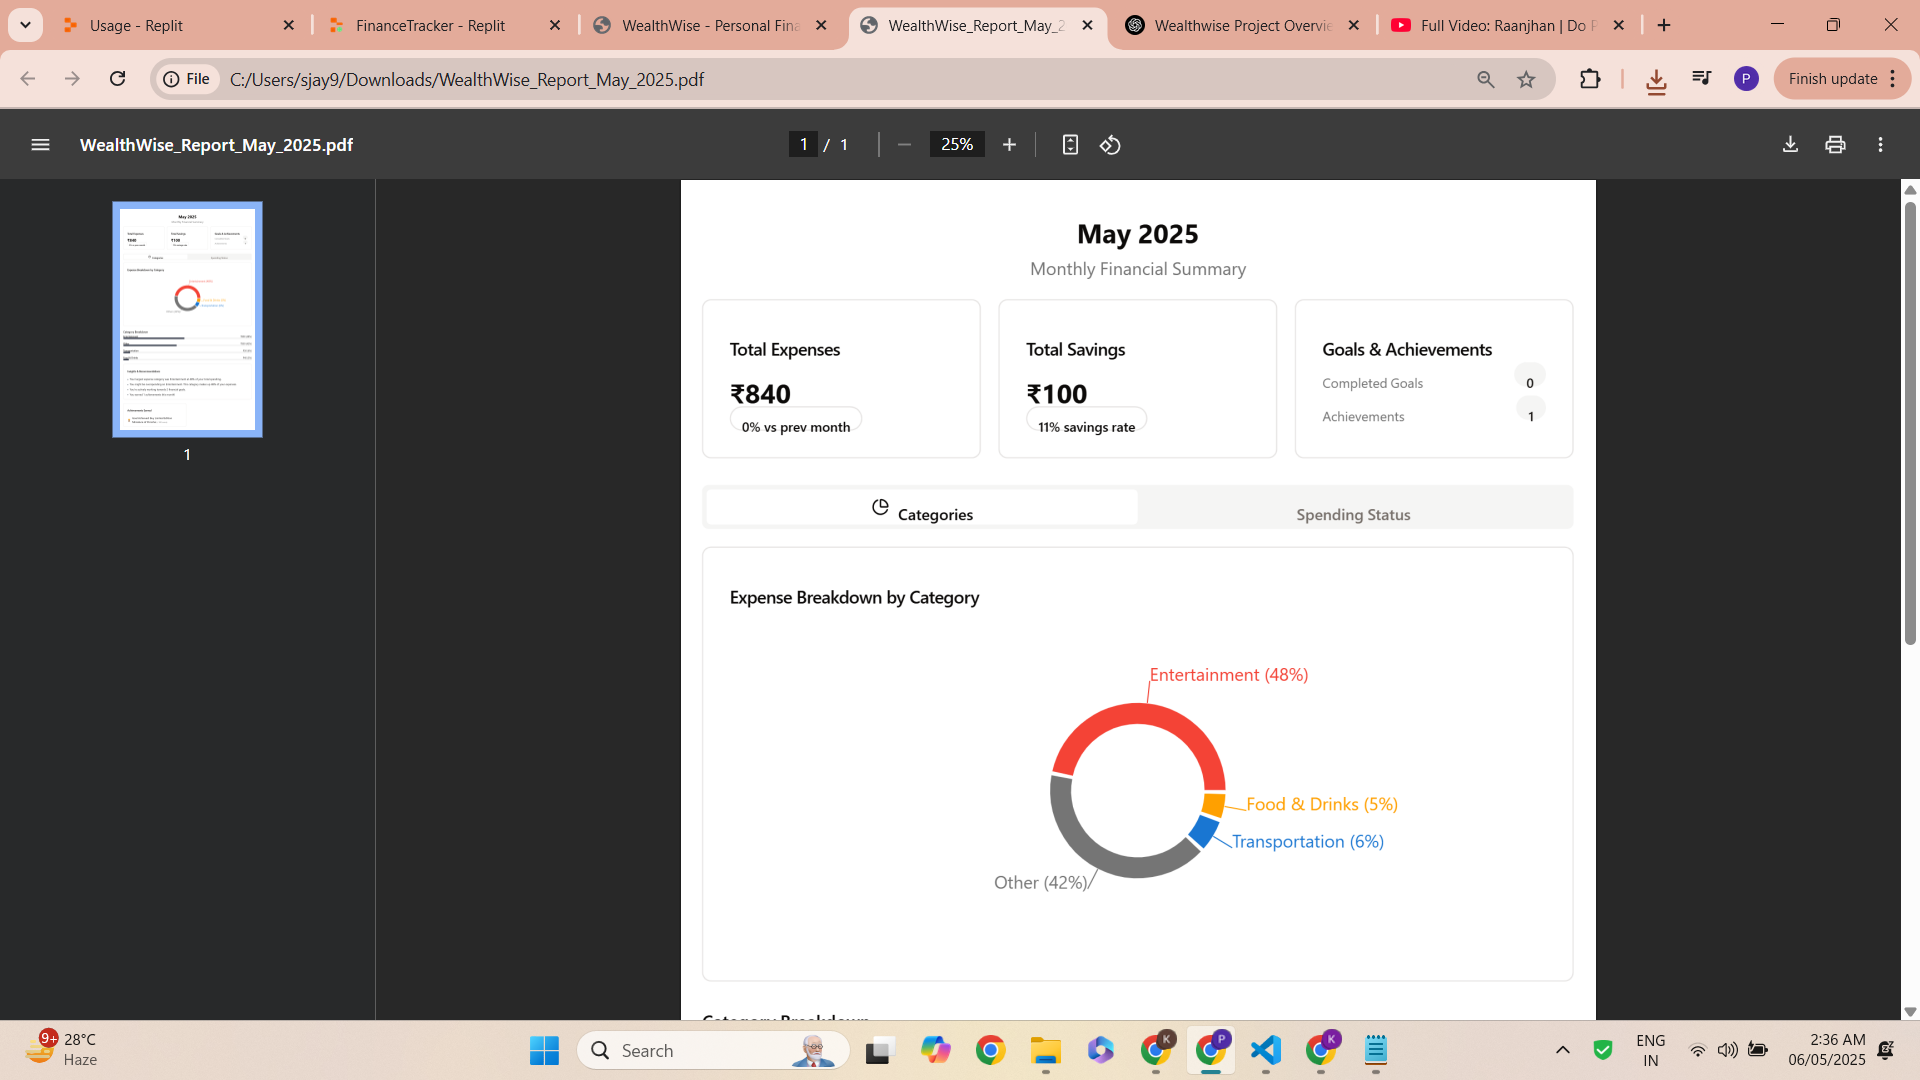 Usage - Replit
FinanceTracker - Replit
WealthWise - Personal Fina
WealthWise_Report_May_2
Wealthwise Project Overvie
Full Video: Raanjhan | Do P
File
C:/Users/sjay9/Downloads/WealthWise_Report_May_2025.pdf
P
Finish update
WealthWise_Report_May_2025.pdf
1 / 1
25%
1
May 2025
Monthly Financial Summary
Total Expenses
₹840
0% vs prev month
Total Savings
₹100
11% savings rate
Goals & Achievements
Completed Goals
0
Achievements
1
Categories
Spending Status
Expense Breakdown by Category
Entertainment (48%)
Food & Drinks (5%)
Transportation (6%)
Other (42%)
Category Breakdown
9+
28°C
Haze
Search
K
P
K
ENG
IN
2:36 AM
06/05/2025